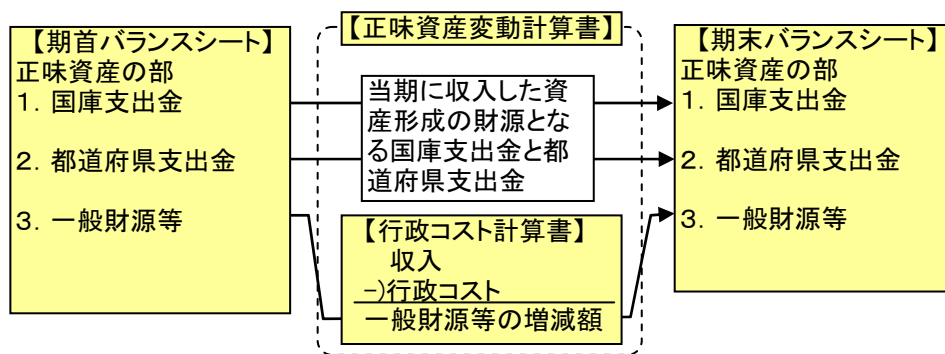 【期首バランスシート】
正味資産の部
1. 国庫支出金
2. 都道府県支出金
3. 一般財源等
【正味資産変動計算書】
当期に収入した資
産形成の財源とな
る国庫支出金と都
道府県支出金
【行政コスト計算書】
収入
-)行政コスト
一般財源等の増減額
【期末バランスシート】
正味資産の部
1. 国庫支出金
2. 都道府県支出金
3. 一般財源等